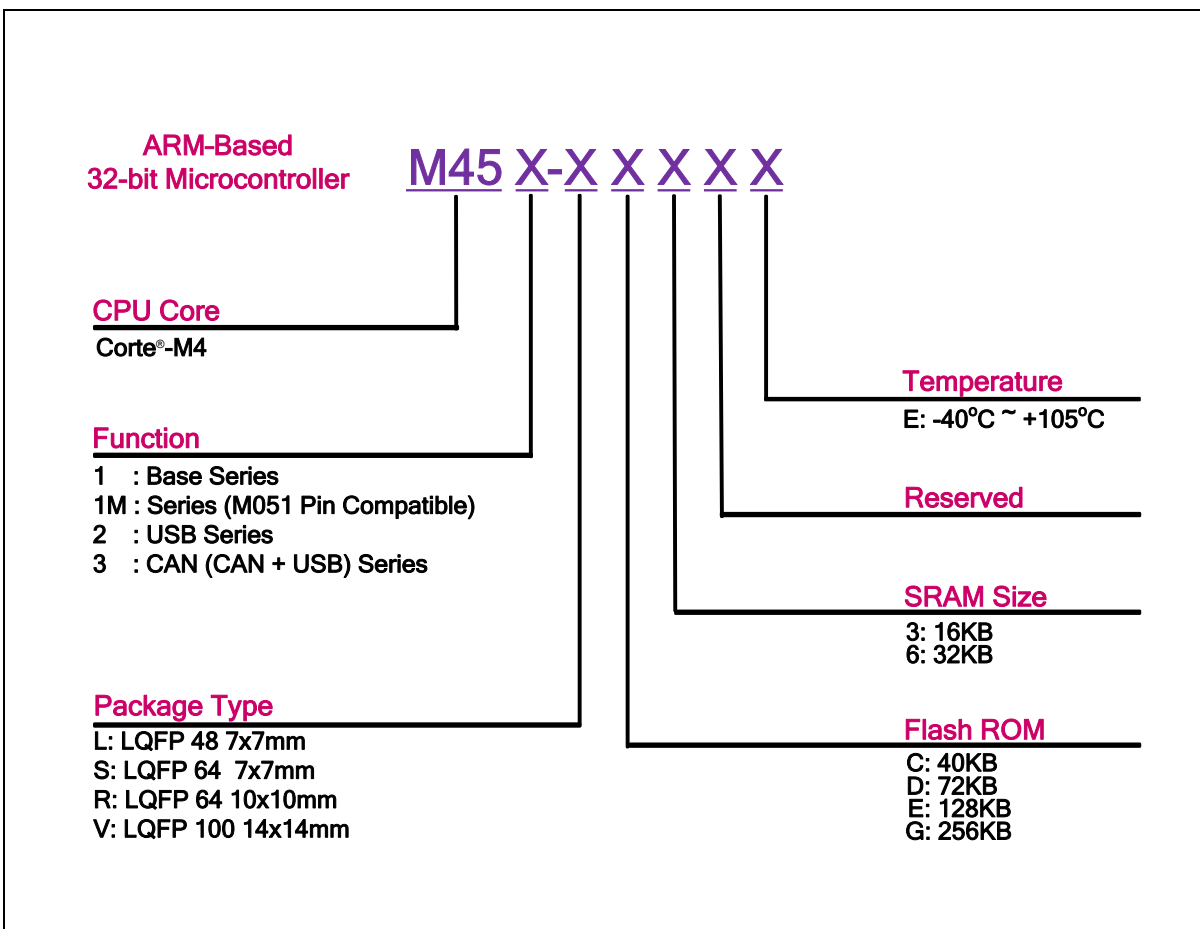 ARM-Based
32-bit Microcontroller
M45 X-X X X X X
CPU Core
Corte®-M4
Function
1 : Base Series
1M : Series (M051 Pin Compatible)
2 : USB Series
3 : CAN (CAN + USB) Series
Package Type
L: LQFP 48 7x7mm
S: LQFP 64 7x7mm
R: LQFP 64 10x10mm
V: LQFP 100 14x14mm
Temperature
E: -40°C ~ +105°C
Reserved
SRAM Size
3: 16KB
6: 32KB
Flash ROM
C: 40KB
D: 72KB
E: 128KB
G: 256KB